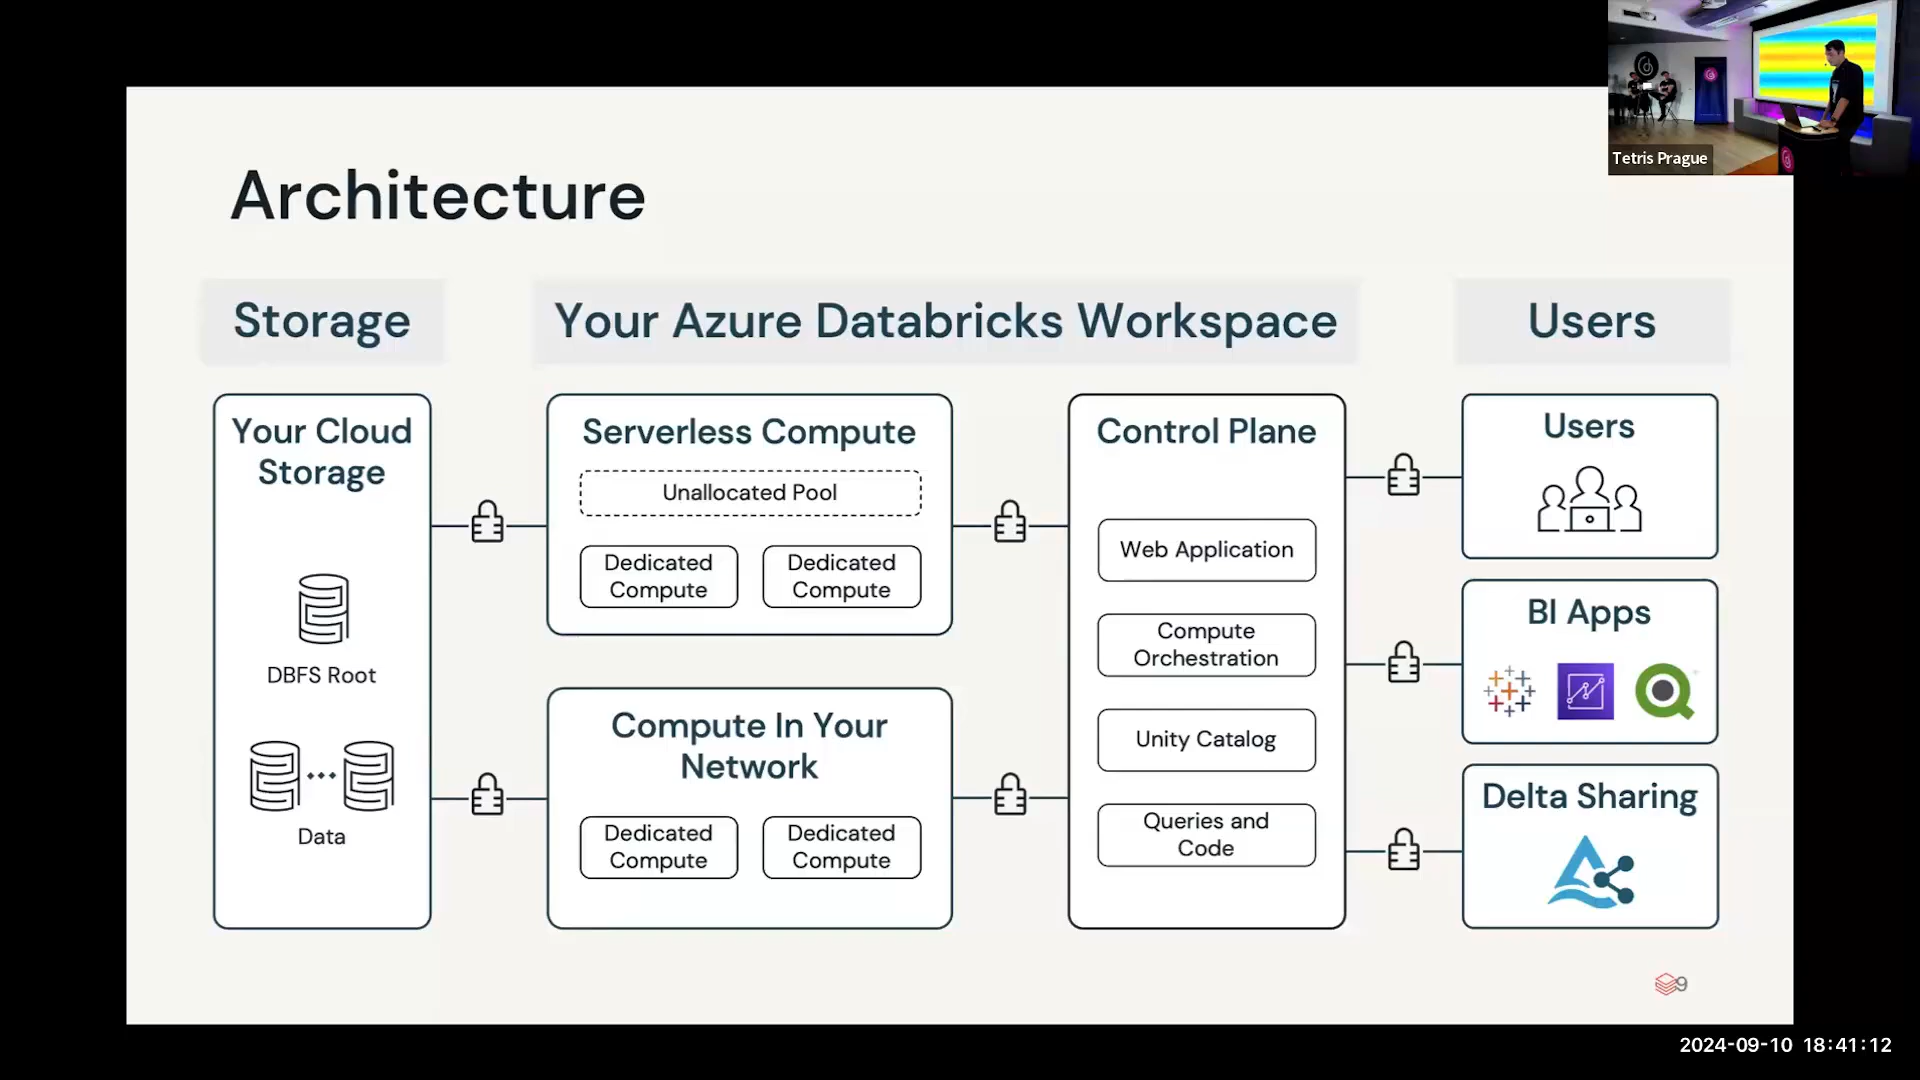 Tetris Prague
Architecture
Storage
Your Azure Databricks Workspace
Users
Your Cloud
Storage
DBFS Root
Data
Serverless Compute
Unallocated Pool
Dedicated
Compute
Dedicated
Compute
Compute In Your
Network
Dedicated
Compute
Dedicated
Compute
Control Plane
Web Application
Compute
Orchestration
Unity Catalog
Queries and
Code
Users
BI Apps
Delta Sharing
9
2024-09-10 18:41:12